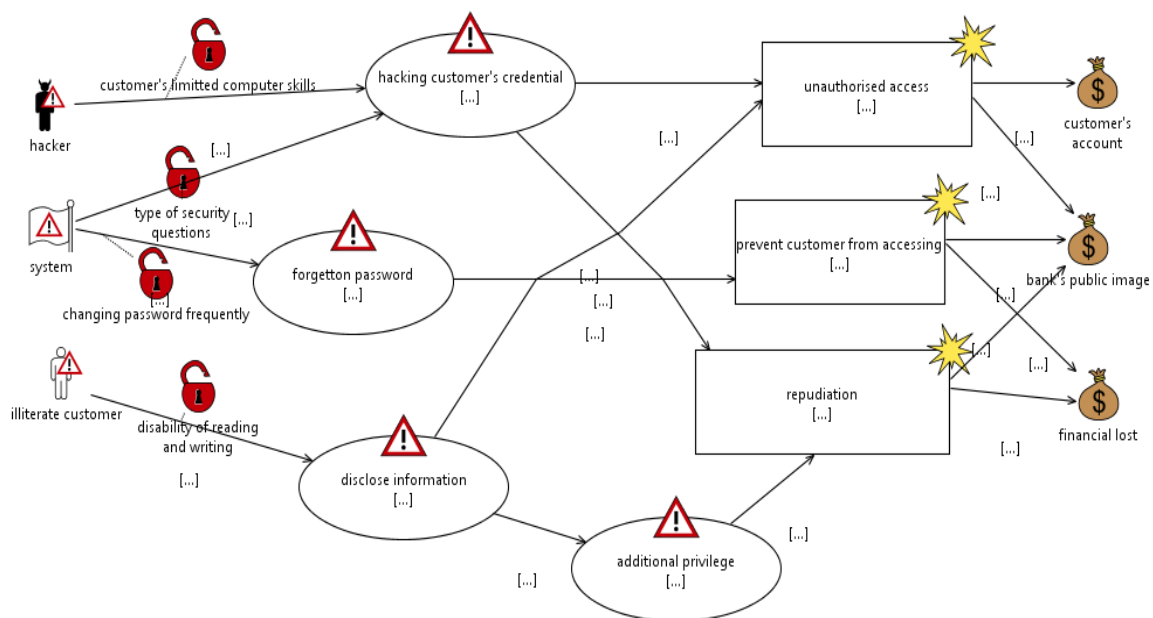 customer's limitted computer skills
hacker
hacking customer's credential
[...]
unauthorised access
[...]
customer's
account
[...]
[...]
[...]
system
type of security
questions
[...]
changing password frequently
[...]
forgetton password
[...]
prevent customer from accessing
[...]
[...]
bank's public image
[...]
[...]
[...]
[...]
[...]
[...]
illiterate customer
disability of reading
and writing
[...]
repudiation
[...]
financial lost
[...]
disclose information
[...]
[...]
additional privilege
[...]
[...]